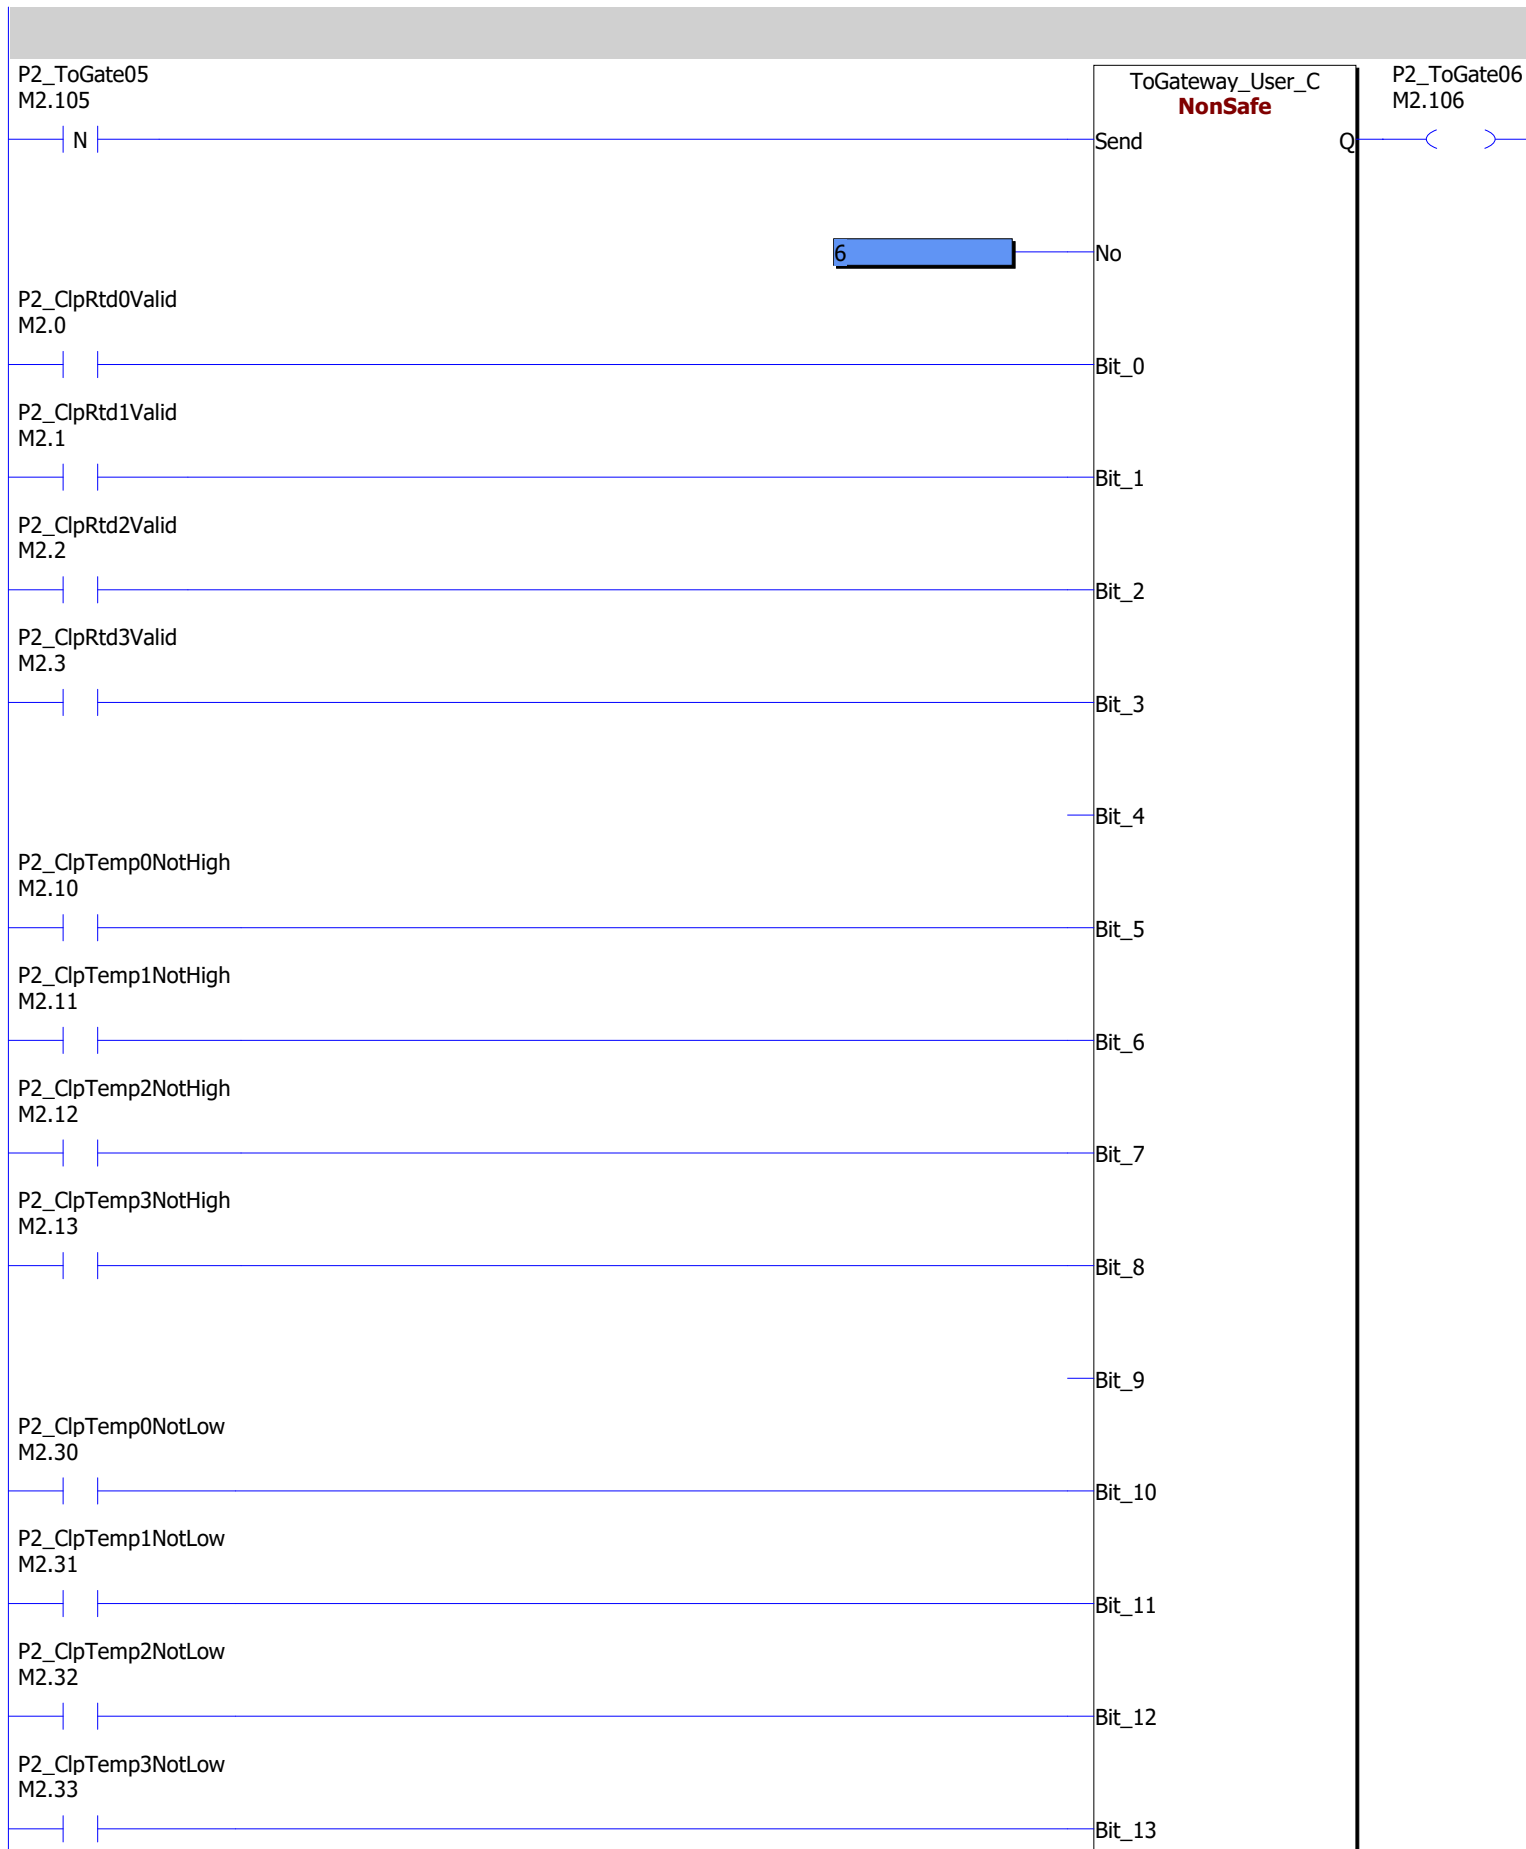 P2_ToGate05
M2.105
N
ToGateway_User_C
NonSafe
Send
Q
P2_ToGate06
M2.106
6
No
P2_ClpRtd0Valid
M2.0
Bit_0
P2_ClpRtd1Valid
M2.1
Bit_1
P2_ClpRtd2Valid
M2.2
Bit_2
P2_ClpRtd3Valid
M2.3
Bit_3
Bit_4
P2_ClpTemp0NotHigh
M2.10
Bit_5
P2_ClpTemp1NotHigh
M2.11
Bit_6
P2_ClpTemp2NotHigh
M2.12
Bit_7
P2_ClpTemp3NotHigh
M2.13
Bit_8
Bit_9
P2_ClpTemp0NotLow
M2.30
Bit_10
P2_ClpTemp1NotLow
M2.31
Bit_11
P2_ClpTemp2NotLow
M2.32
Bit_12
P2_ClpTemp3NotLow
M2.33
Bit_13